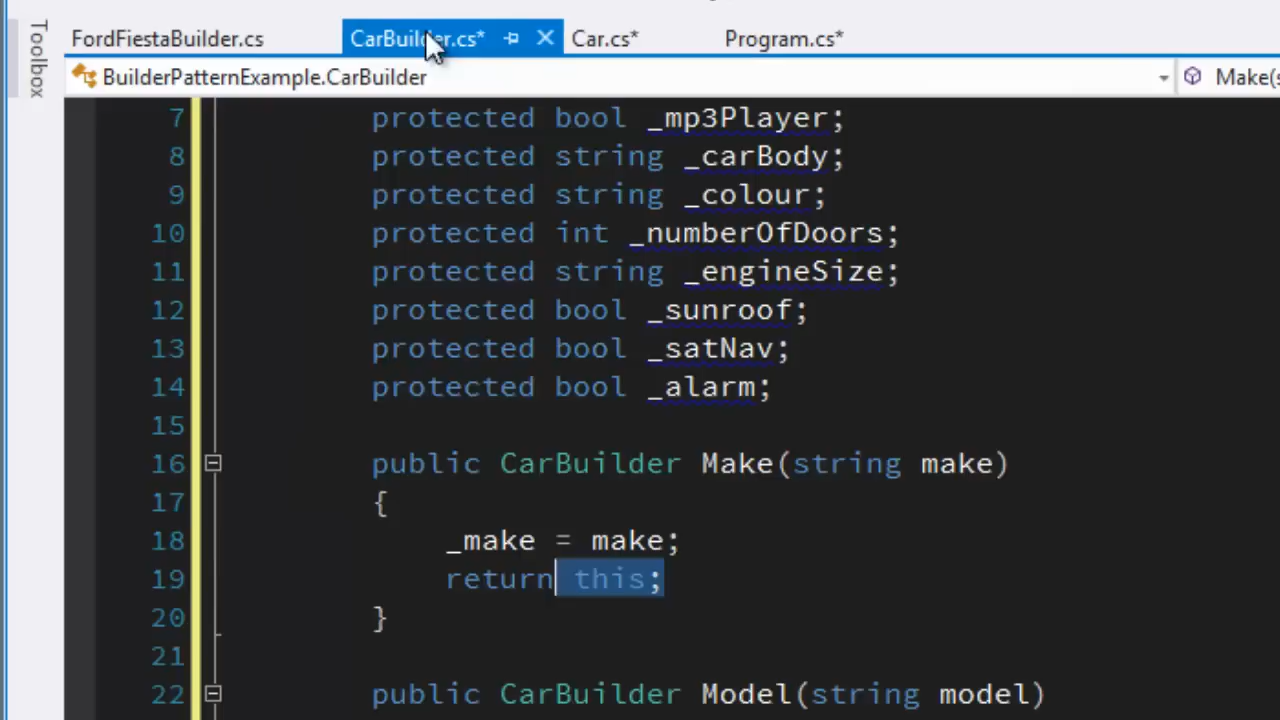 Toolbox
FordFiestaBuilder.cs CarBuilder.cs* Car.cs* Program.cs*
BuilderPatternExample.CarBuilder Make(s
7 protected bool _mp3Player;
8 protected string _carBody;
9 protected string _colour;
10 protected int _numberOfDoors;
11 protected string _engineSize;
12 protected bool _sunroof;
13 protected bool _satNav;
14 protected bool _alarm;
15
16 public CarBuilder Make(string make)
17 {
18 _make = make;
19 return this;
20 }
21
22 public CarBuilder Model(string model)